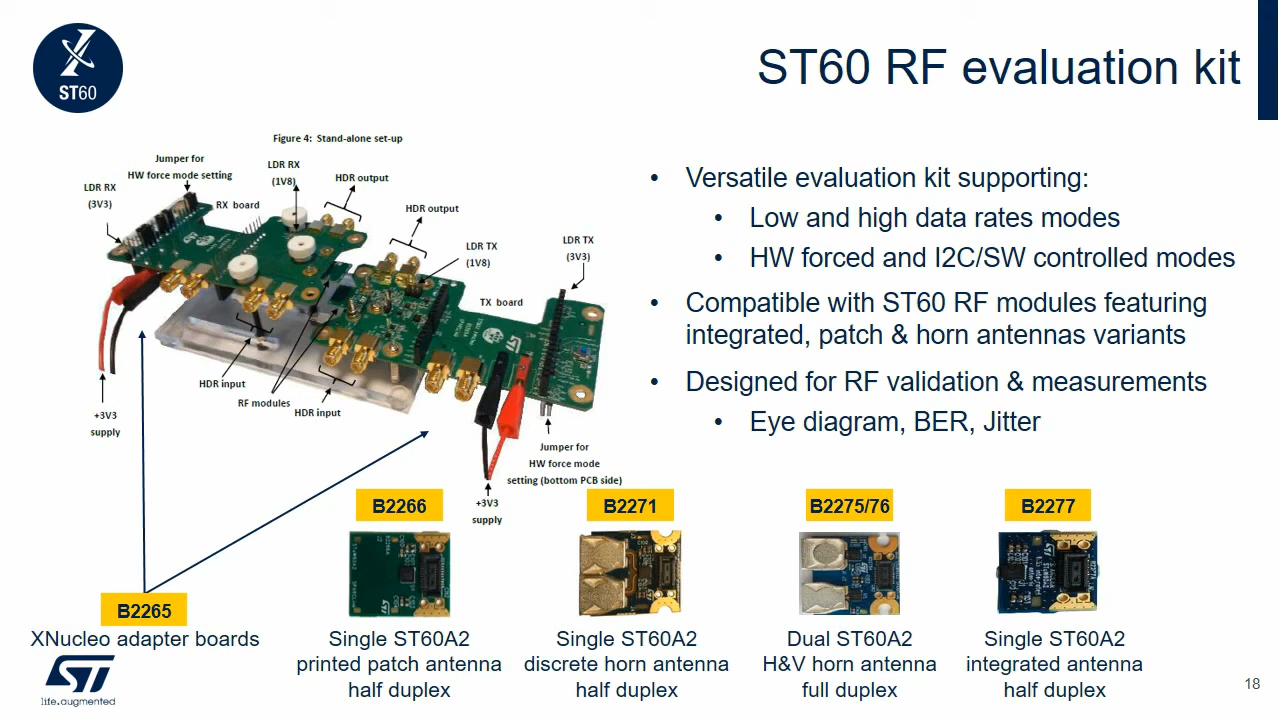 ST60
ST60 RF evaluation kit
Figure 4: Stand-alone set-up
Jumper for
HW force mode setting
LDR RX
(1V8)
HDR output
LDR RX
(3V3)
RX board
HDR output
LDR TX
(1V8)
LDR TX
(3V3)
TX board
HDR input
RF modules
HDR input
+3V3
supply
Jumper for
HW force mode
setting (bottom PCB side)
+3V3
supply
• Versatile evaluation kit supporting:
• Low and high data rates modes
• HW forced and I2C/SW controlled modes
• Compatible with ST60 RF modules featuring
integrated, patch & horn antennas variants
• Designed for RF validation & measurements
• Eye diagram, BER, Jitter
B2265
XNucleo adapter boards
B2266
Single ST60A2
printed patch antenna
half duplex
B2271
Single ST60A2
discrete horn antenna
half duplex
B2275/76
Dual ST60A2
H&V horn antenna
full duplex
B2277
Single ST60A2
integrated antenna
half duplex
ST
life.augmented
18